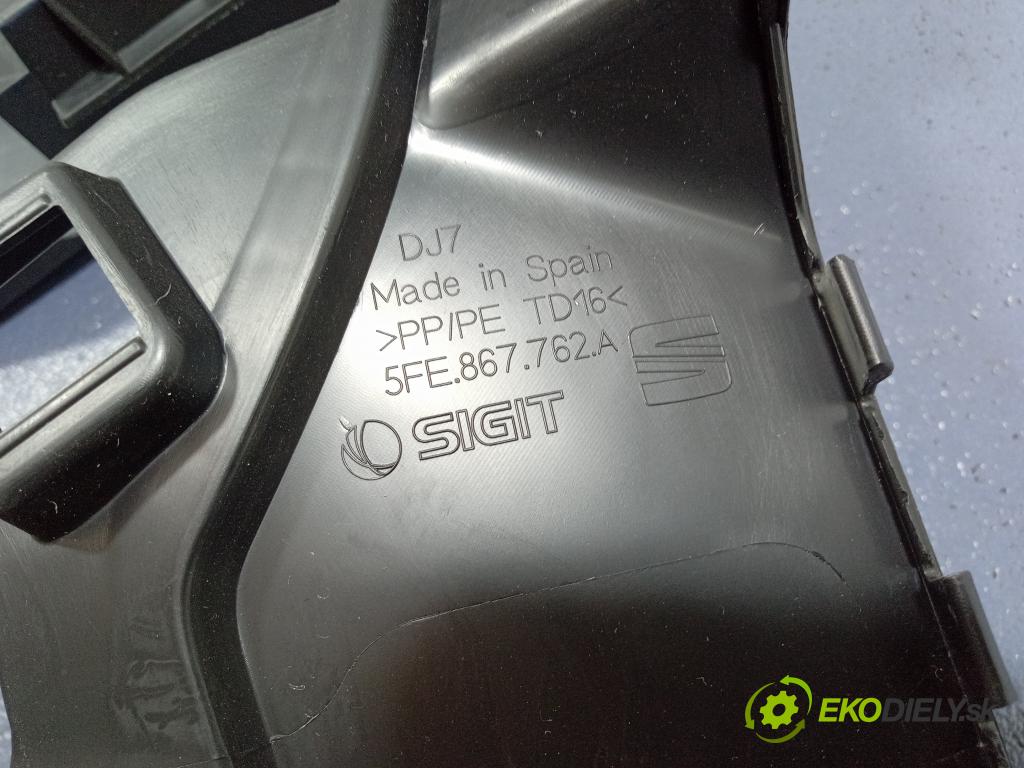 DJ7
Made in Spain
>PP/PE TD16<
5FE.867.762.A
SIGIT
EKODIELY.sk